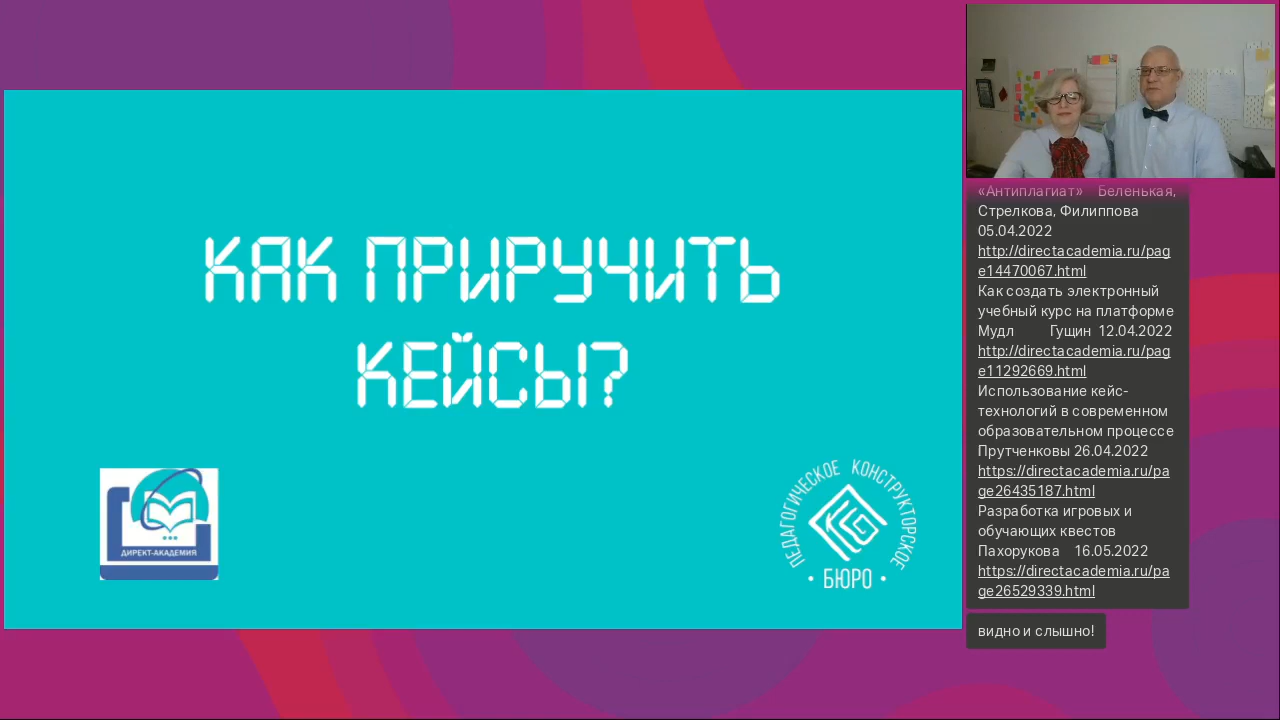 КАК ПРИРУЧИТЬ
КЕЙСЫ?
ДИРЕКТ-АКАДЕМИЯ
ПЕДАГОГИЧЕСКОЕ КОНСТРУКТОРСКОЕ
• БЮРО •
«Антиплагиат» Беленькая,
Стрелкова, Филиппова
05.04.2022
http://directacademia.ru/pag
e14470067.html
Как создать электронный
учебный курс на платформе
Мудл Гущин 12.04.2022
http://directacademia.ru/pag
e11292669.html
Использование кейс-
технологий в современном
образовательном процессе
Прутченковы 26.04.2022
https://directacademia.ru/pa
ge26435187.html
Разработка игровых и
обучающих квестов
Пахорукова 16.05.2022
https://directacademia.ru/pa
ge26529339.html
видно и слышно!